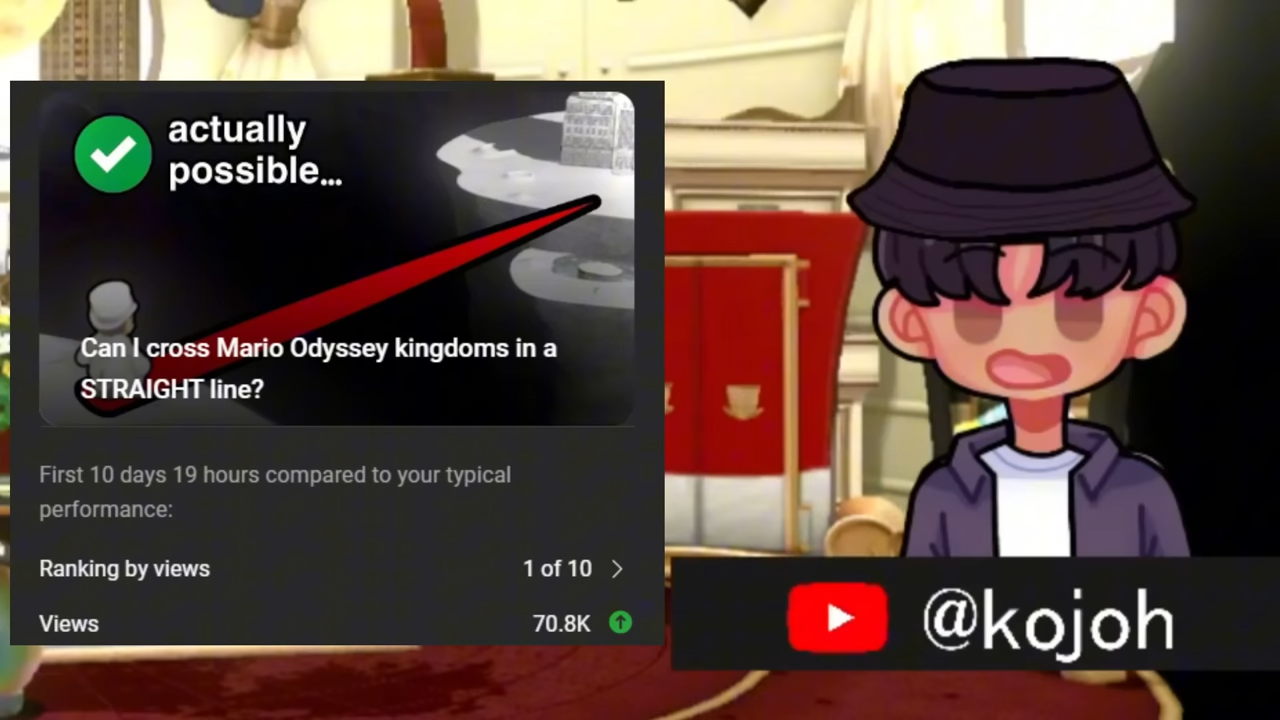 actually
possible…
Can I cross Mario Odyssey kingdoms in a
STRAIGHT line?
First 10 days 19 hours compared to your typical
performance:
Ranking by views 1 of 10
Views 70.8K
@kojoh